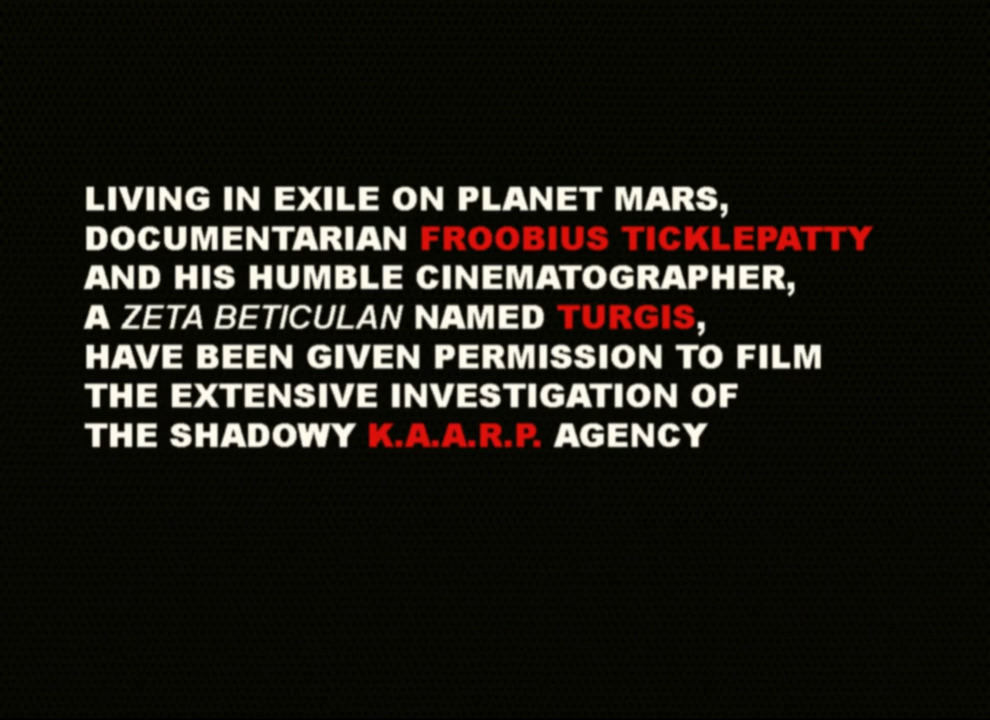 LIVING IN EXILE ON PLANET MARS,
DOCUMENTARIAN FROOBIUS TICKLEPATTY
AND HIS HUMBLE CINEMATOGRAPHER,
A ZETA BETICULAN NAMED TURGIS,
HAVE BEEN GIVEN PERMISSION TO FILM
THE EXTENSIVE INVESTIGATION OF
THE SHADOWY K.A.A.R.P. AGENCY